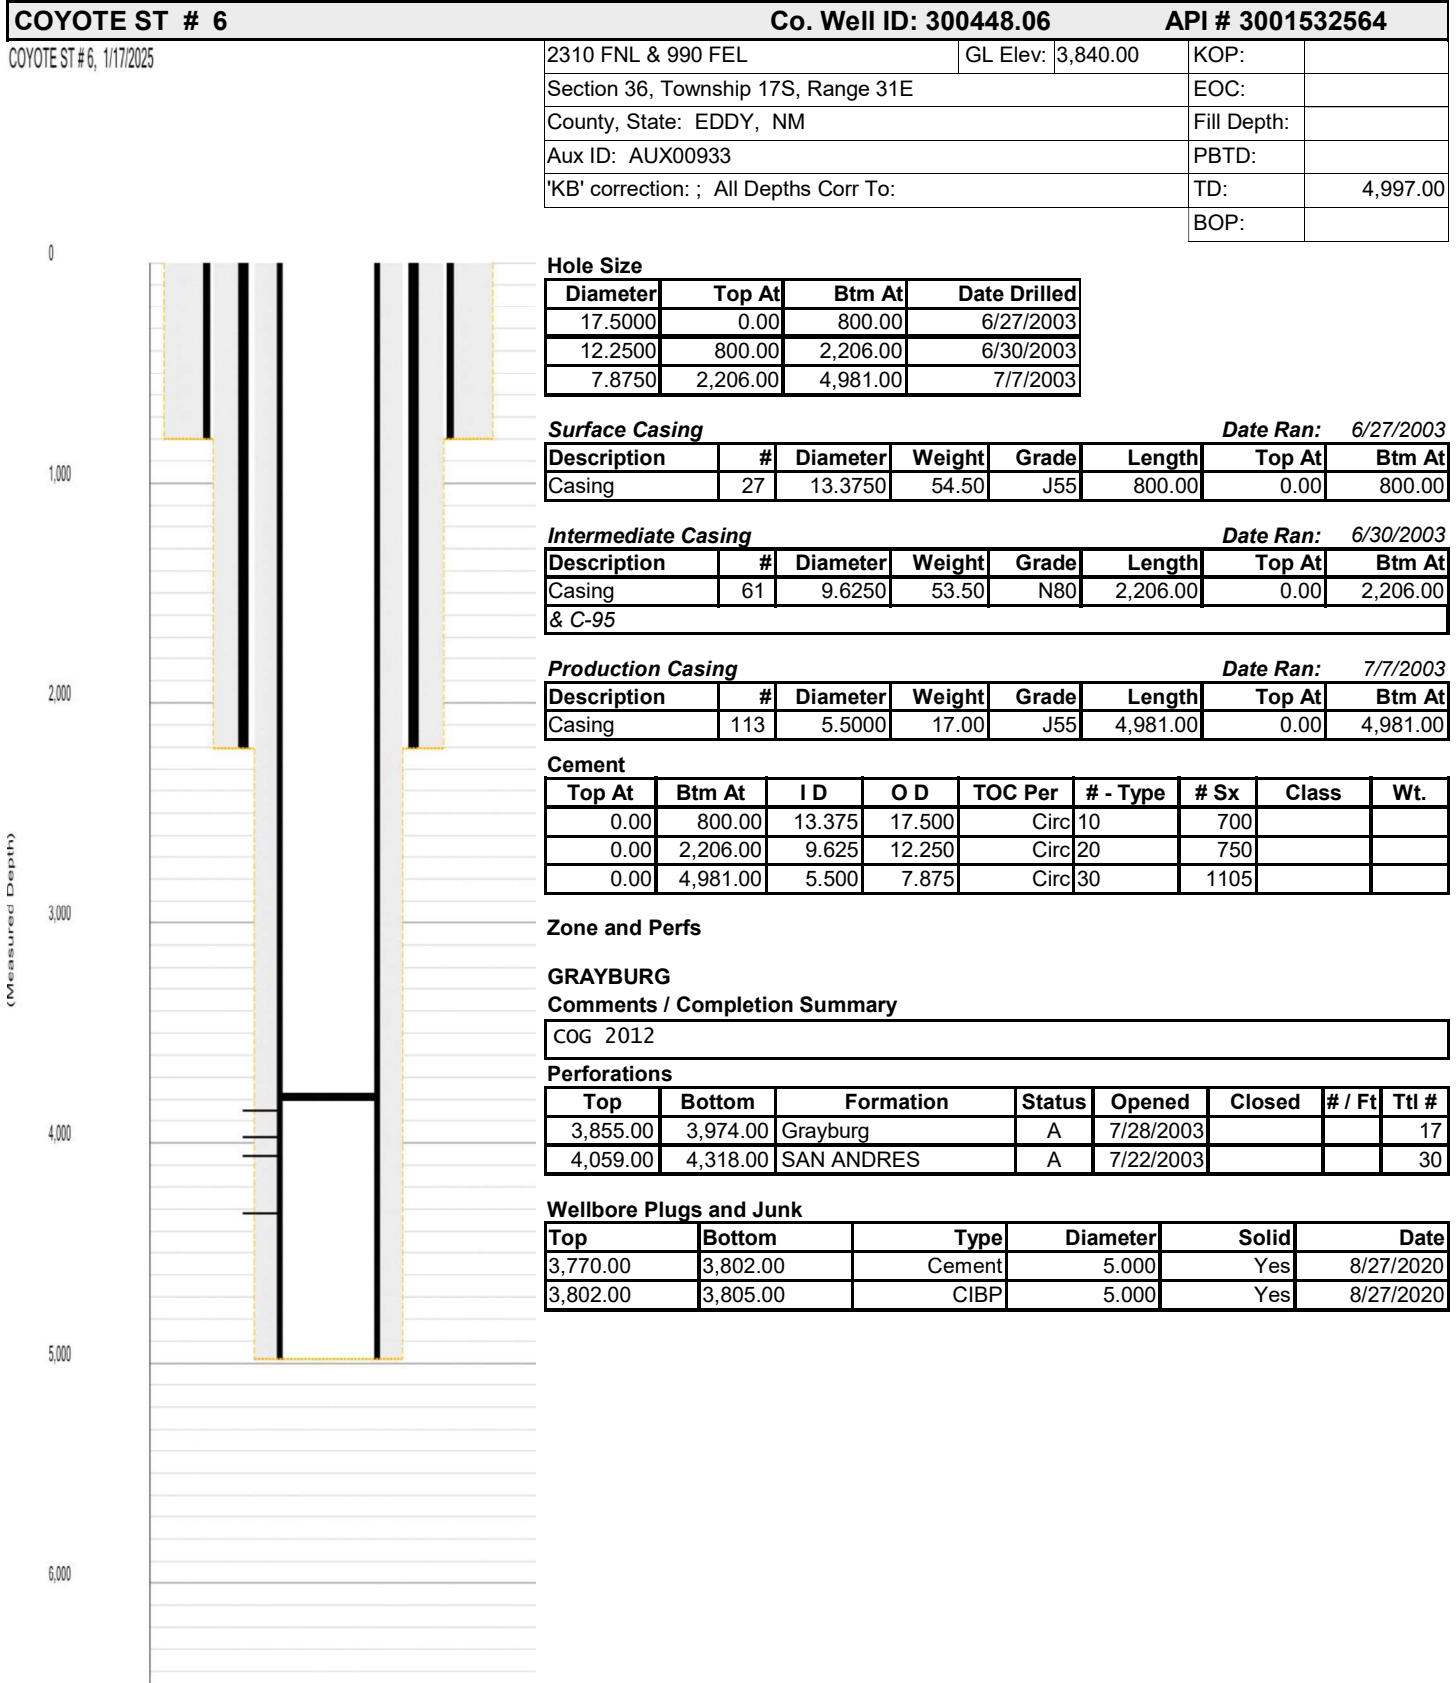 COYOTE ST # 6 Co. Well ID: 300448.06 API # 3001532564
COYOTE ST # 6, 1/17/2025
2310 FNL & 990 FEL GL Elev: 3,840.00 KOP:
Section 36, Township 17S, Range 31E EOC:
County, State: EDDY, NM Fill Depth:
Aux ID: AUX00933 PBTD:
'KB' correction: ; All Depths Corr To: TD: 4,997.00
BOP:
0
1,000
2,000
3,000
4,000
5,000
6,000
(Measured Depth)
Hole Size
Diameter Top At Btm At Date Drilled
17.5000 0.00 800.00 6/27/2003
12.2500 800.00 2,206.00 6/30/2003
7.8750 2,206.00 4,981.00 7/7/2003
Surface Casing Date Ran: 6/27/2003
Description # Diameter Weight Grade Length Top At Btm At
Casing 27 13.3750 54.50 J55 800.00 0.00 800.00
Intermediate Casing Date Ran: 6/30/2003
Description # Diameter Weight Grade Length Top At Btm At
Casing 61 9.6250 53.50 N80 2,206.00 0.00 2,206.00
& C-95
Production Casing Date Ran: 7/7/2003
Description # Diameter Weight Grade Length Top At Btm At
Casing 113 5.5000 17.00 J55 4,981.00 0.00 4,981.00
Cement
Top At Btm At I D O D TOC Per # - Type # Sx Class Wt.
0.00 800.00 13.375 17.500 Circ 10 700
0.00 2,206.00 9.625 12.250 Circ 20 750
0.00 4,981.00 5.500 7.875 Circ 30 1105
Zone and Perfs
GRAYBURG
Comments / Completion Summary
COG 2012
Perforations
Top Bottom Formation Status Opened Closed # / Ft Ttl #
3,855.00 3,974.00 Grayburg A 7/28/2003 17
4,059.00 4,318.00 SAN ANDRES A 7/22/2003 30
Wellbore Plugs and Junk
Top Bottom Type Diameter Solid Date
3,770.00 3,802.00 Cement 5.000 Yes 8/27/2020
3,802.00 3,805.00 CIBP 5.000 Yes 8/27/2020